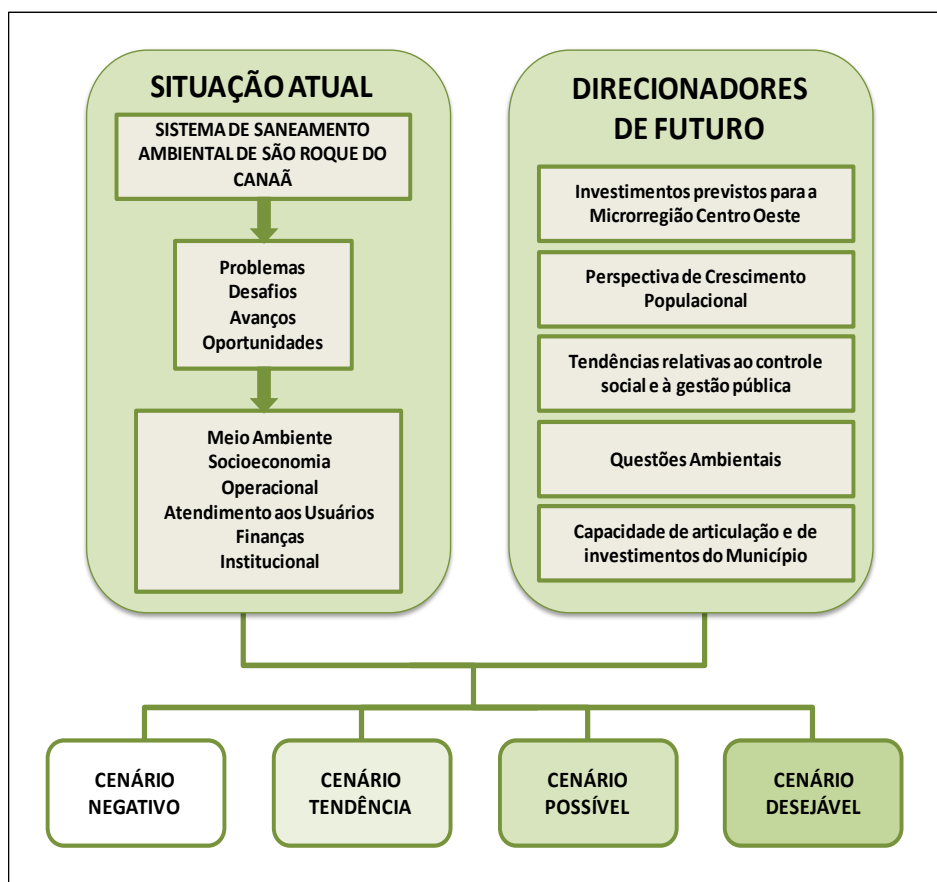 SITUAÇÃO ATUAL
SISTEMA DE SANEAMENTO
AMBIENTAL DE SÃO ROQUE DO
CANAÃ
Problemas
Desafios
Avanços
Oportunidades
Meio Ambiente
Socioeconomia
Operacional
Atendimento aos Usuários
Finanças
Institucional
DIRECIONADORES
DE FUTURO
Investimentos previstos para a
Microrregião Centro Oeste
Perspectiva de Crescimento
Populacional
Tendências relativas ao controle
social e à gestão pública
Questões Ambientais
Capacidade de articulação e de
investimentos do Município
CENÁRIO
NEGATIVO
CENÁRIO
TENDÊNCIA
CENÁRIO
POSSÍVEL
CENÁRIO
DESEJÁVEL